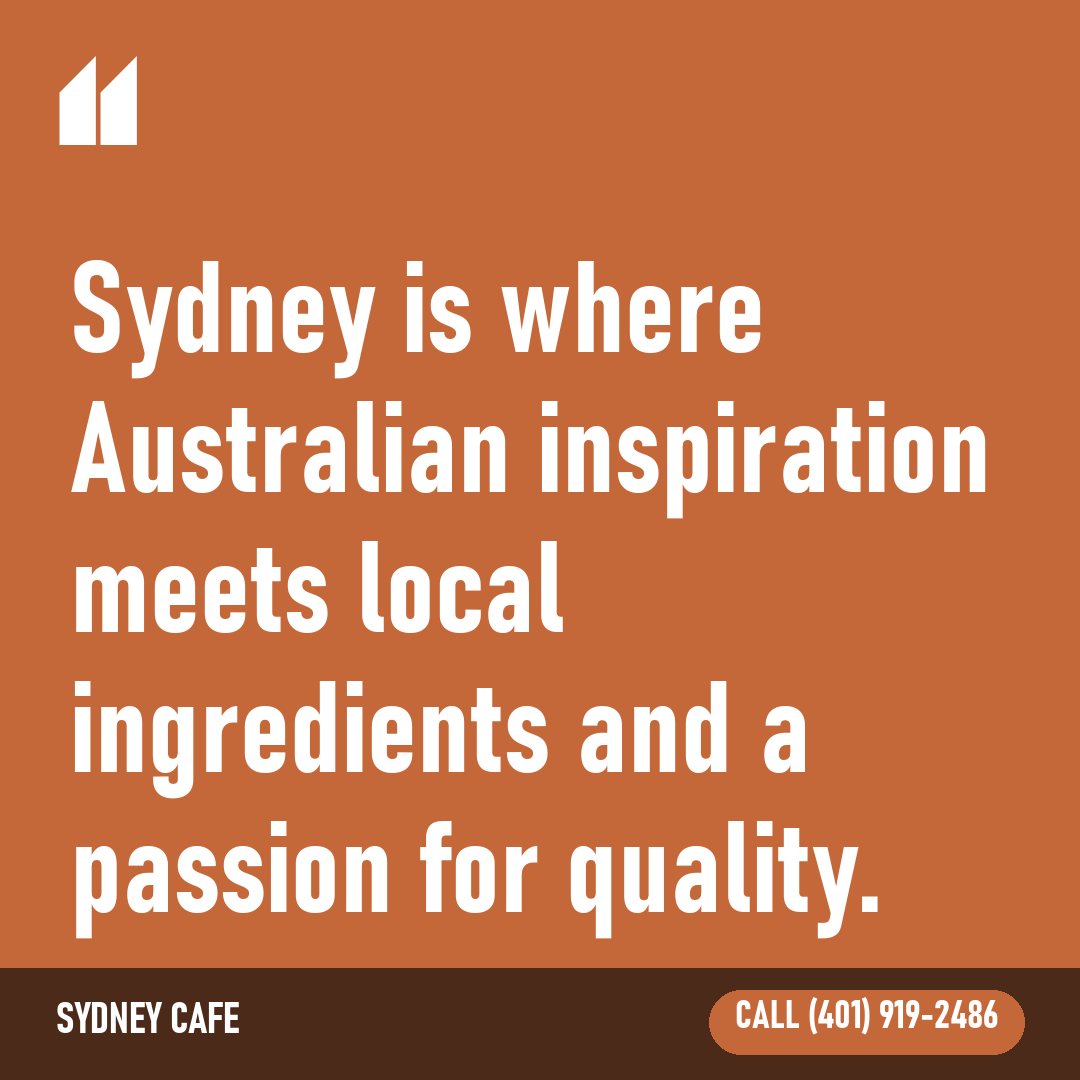 “
Sydney is where
Australian inspiration
meets local
ingredients and a
passion for quality.
SYDNEY CAFE
CALL (401) 919-2486